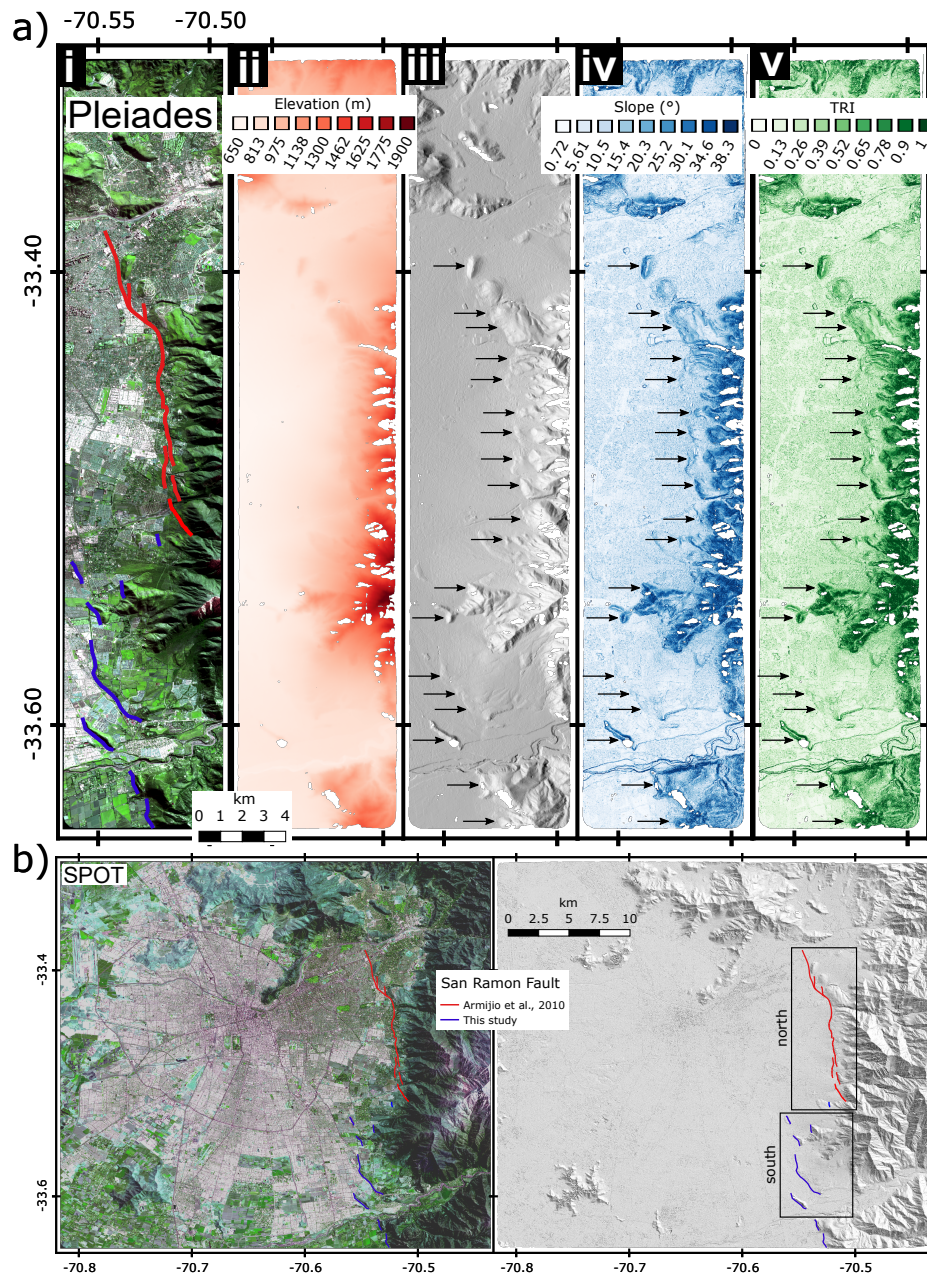 a)
-70.55 -70.50
i ii iii iv v
Pleiades
Elevation (m)
650 813 975 1138 1300 1462 1625 1775 1900
Slope (°)
0.72 5.61 10.5 15.4 20.3 25.2 30.1 34.6 38.3
TRI
0 0.13 0.26 0.39 0.52 0.65 0.78 0.9 1
-33.40
-33.60
km
0 1 2 3 4
b)
SPOT
km
0 2.5 5 7.5 10
-33.4
San Ramon Fault
Armijio et al., 2010
This study
north
south
-33.6
-70.8 -70.7 -70.6 -70.5 -70.8 -70.7 -70.6 -70.5